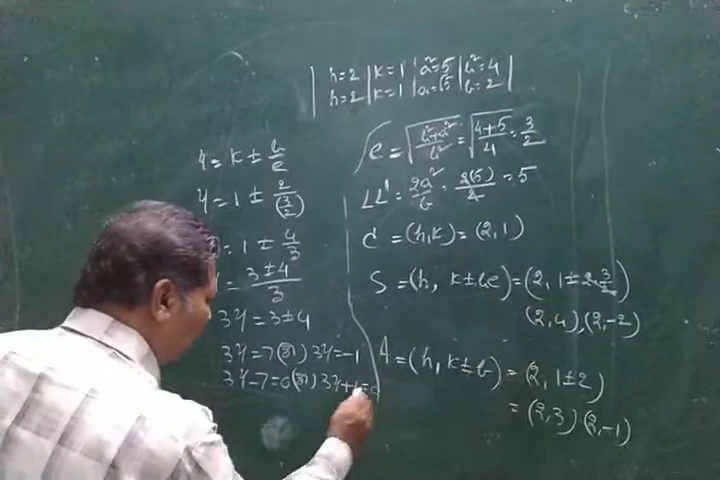 h=2 | k=1 | a²=5 | b²=4
h=2 | k=1 | a=√5 | b=2
e = √(b²+a²/b²) = √(4+5/4) = 3/2
LL' = 2a²/b = 2(5)/2 = 5
C = (h,k) = (2,1)
S = (h, k±be) = (2, 1±2·3/2)
(2,4),(2,-2)
A = (h, k±b) = (2, 1±2)
= (2,3)(2,-1)
y = k ± b/e
y = 1 ± 2/(3/2)
= 1 ± 4/3
= 3±4/3
3y = 3±4
3y=7 3y=-1
3y-7=0 3y+1=0